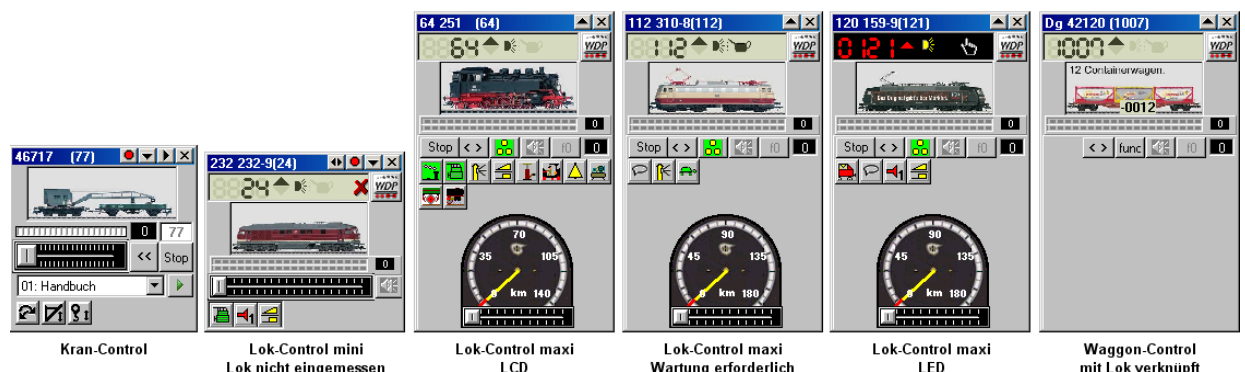 46717 (77)
0 77
<< Stop
01: Handbuch
Kran-Control
232 232-9(24)
24 WDP
0
1
Lok-Control mini
Lok nicht eingemessen
64 251 (64)
64 WDP
0
Stop < > f0 0
70
35 105
0 km 140
Lok-Control maxi
LCD
112 310-8(112)
112 WDP
0
Stop < > f0 0
90
45 135
0 km 180
Lok-Control maxi
Wartung erforderlich
120 159-9(121)
0121 WDP
0
Stop < > f0 0
1
90
45 135
0 km 180
Lok-Control maxi
LED
Dg 42120 (1007)
1007 WDP
12 Containerwagen.
-0012
0
< > func f0 0
Waggon-Control
mit Lok verknüpft